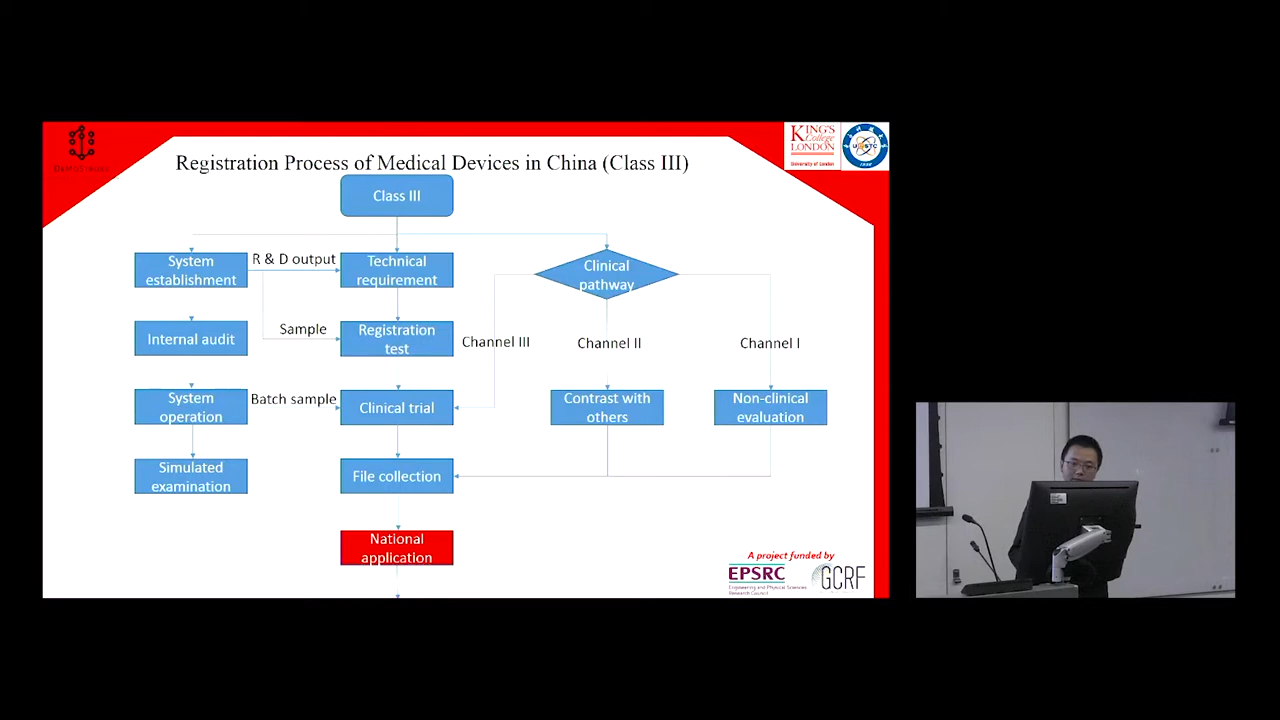 Registration Process of Medical Devices in China (Class III)
KING'S
College
LONDON
University of London
Class III
System
establishment
R & D output
Technical
requirement
Clinical
pathway
Internal audit
Sample
Registration
test
Channel III
Channel II
Channel I
System
operation
Batch sample
Clinical trial
Contrast with
others
Non-clinical
evaluation
Simulated
examination
File collection
National
application
A project funded by
EPSRC
Engineering and Physical Sciences
Research Council
GCRF